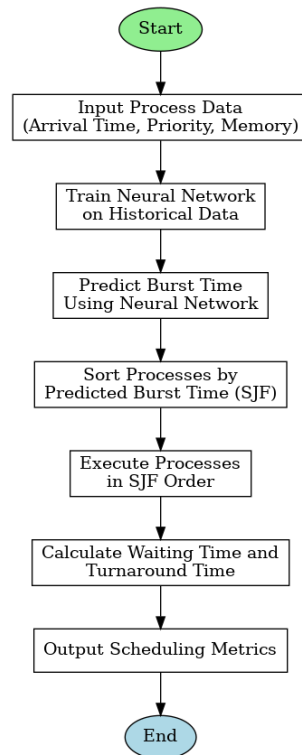 Start
Input Process Data
(Arrival Time, Priority, Memory)
Train Neural Network
on Historical Data
Predict Burst Time
Using Neural Network
Sort Processes by
Predicted Burst Time (SJF)
Execute Processes
in SJF Order
Calculate Waiting Time and
Turnaround Time
Output Scheduling Metrics
End